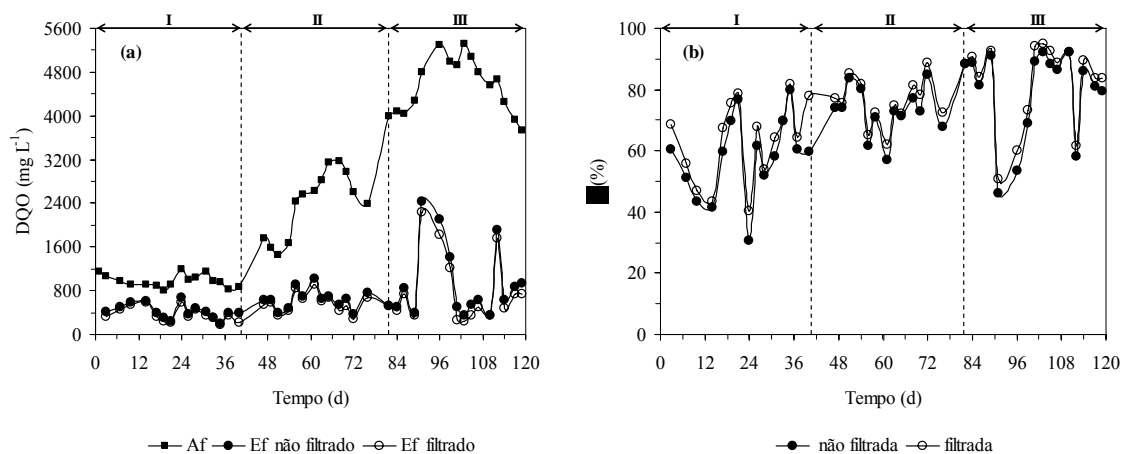 I II III
(a)
5600
4800
4000
3200
2400
1600
800
0
DQO (mg L-1)
0 12 24 36 48 60 72 84 96 108 120
Tempo (d)
Af Ef não filtrado Ef filtrado
I II III
(b)
100
80
60
40
20
0
(%)
0 12 24 36 48 60 72 84 96 108 120
Tempo (d)
não filtrada filtrada